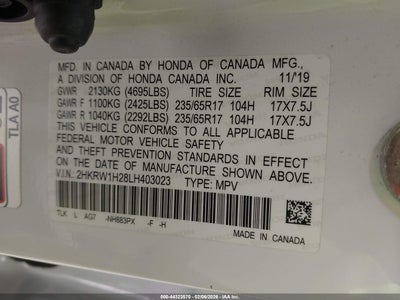 MFD. IN CANADA BY HONDA OF CANADA MFG.,
A DIVISION OF HONDA CANADA INC. 11/19
GVWR 2130KG (4695LBS) TIRE SIZE RIM SIZE
GAWR F 1100KG (2425LBS) 235/65R17 104H 17X7.5J
GAWR R 1040KG (2292LBS) 235/65R17 104H 17X7.5J
THIS VEHICLE CONFORMS TO ALL APPLICABLE
FEDERAL MOTOR VEHICLE SAFETY
AND THEFT PREVENTION STANDARDS IN EFFECT
ON THE DATE OF MANUFACTURE SHOWN ABOVE.
V.I.N.: 2HKRW1H28LH403023 TYPE: MPV
TLK L AG7 -NH883PX -F -H
MADE IN CANADA
TLA A0
000-44323570 - 02/06/2026 - IAA